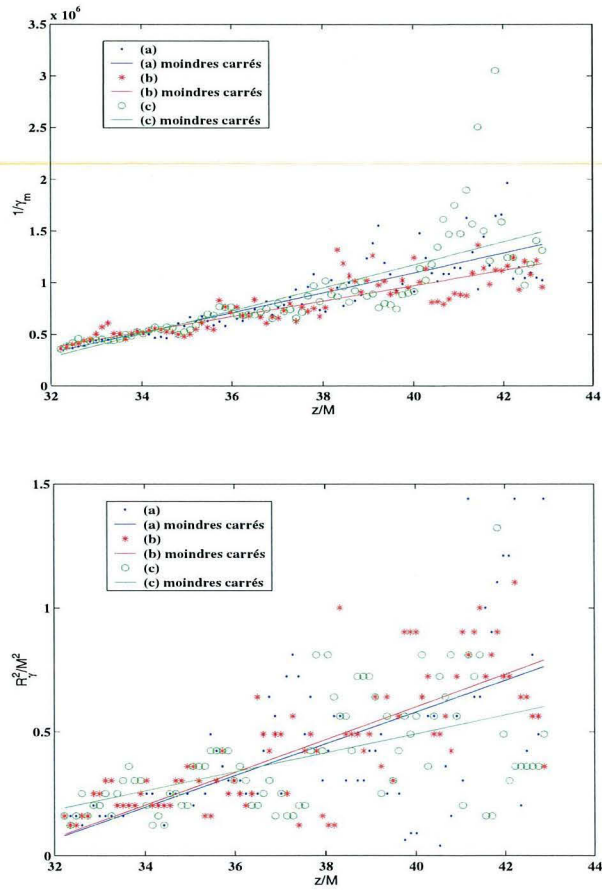 x 10⁶
3.5
3
2.5
2
1.5
1
0.5
0
(a)
(a) moindres carrés
(b)
(b) moindres carrés
(c)
(c) moindres carrés
1/γₘ
32 34 36 38 40 42 44
z/M
1.5
1
0.5
0
(a)
(a) moindres carrés
(b)
(b) moindres carrés
(c)
(c) moindres carrés
R²ᵧ/M²
32 34 36 38 40 42 44
z/M